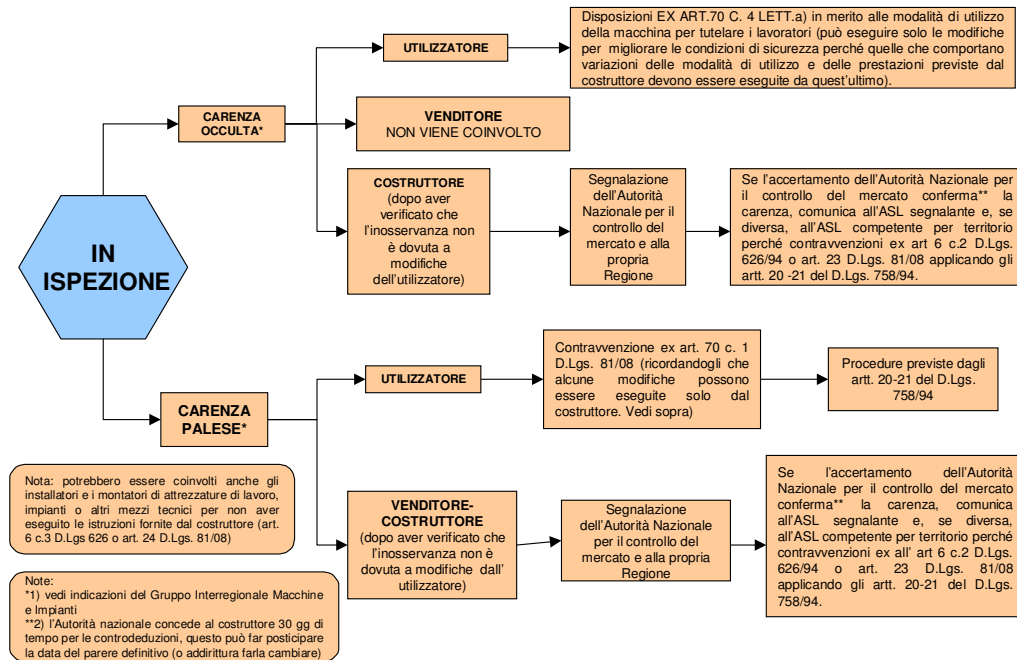 Disposizioni EX ART.70 C. 4 LETT.a) in merito alle modalità di utilizzo
della macchina per tutelare i lavoratori (può eseguire solo le modifiche
per migliorare le condizioni di sicurezza perché quelle che comportano
variazioni delle modalità di utilizzo e delle prestazioni previste dal
costruttore devono essere eseguite da quest'ultimo).
UTILIZZATORE
CARENZA
OCCULTA*
VENDITORE
NON VIENE COINVOLTO
COSTRUTTORE
(dopo aver
verificato che
l'inosservanza non
è dovuta a
modifiche
dell'utilizzatore)
Segnalazione
dell'Autorità
Nazionale per il
controllo del
mercato e alla
propria
Regione
Se l'accertamento dell'Autorità Nazionale per
il controllo del mercato conferma** la
carenza, comunica all'ASL segnalante e, se
diversa, all'ASL competente per territorio
perché contravvenzioni ex art 6 c.2 D.Lgs.
626/94 o art. 23 D.Lgs. 81/08 applicando gli
artt. 20 -21 del D.Lgs. 758/94.
IN
ISPEZIONE
CARENZA
PALESE*
UTILIZZATORE
Contravvenzione ex art. 70 c. 1
D.Lgs. 81/08 (ricordandogli che
alcune modifiche possono
essere eseguite solo dal
costruttore. Vedi sopra)
Procedure previste dagli
artt. 20-21 del D.Lgs.
758/94
Nota: potrebbero essere coinvolti anche gli
installatori e i montatori di attrezzature di lavoro,
impianti o altri mezzi tecnici per non aver
eseguito le istruzioni fornite dal costruttore (art.
6 c.3 D.Lgs 626 o art. 24 D.Lgs. 81/08)
VENDITORE-
COSTRUTTORE
(dopo aver verificato che
l'inosservanza non è
dovuta a modifiche dall'
utilizzatore)
Segnalazione
dell'Autorità Nazionale
per il controllo del
mercato e alla propria
Regione
Se l'accertamento dell'Autorità
Nazionale per il controllo del mercato
conferma** la carenza, comunica
all'ASL segnalante e, se diversa,
all'ASL competente per territorio perché
contravvenzioni ex all' art 6 c.2 D.Lgs.
626/94 o art. 23 D.Lgs. 81/08
applicando gli artt. 20-21 del D.Lgs.
758/94.
Note:
*1) vedi indicazioni del Gruppo Interregionale Macchine
e Impianti
**2) l'Autorità nazionale concede al costruttore 30 gg di
tempo per le controdeduzioni, questo può far posticipare
la data del parere definitivo (o addirittura farla cambiare)